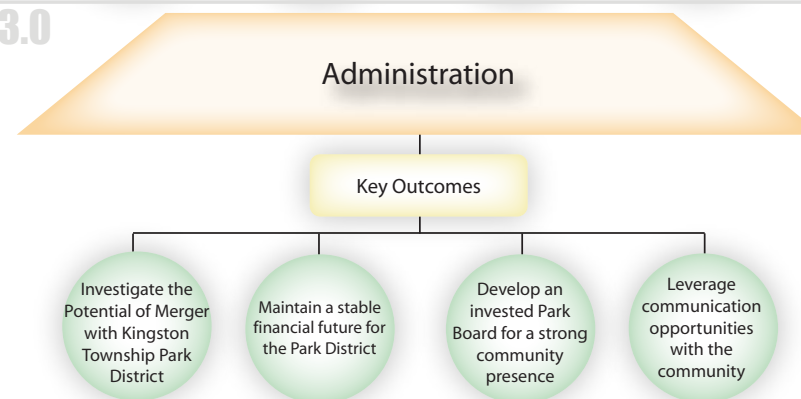 3.0
Administration
Key Outcomes
Investigate the
Potential of Merger
with Kingston
Township Park
District
Maintain a stable
financial future for
the Park District
Develop an
invested Park
Board for a strong
community
presence
Leverage
communication
opportunities
with the
community